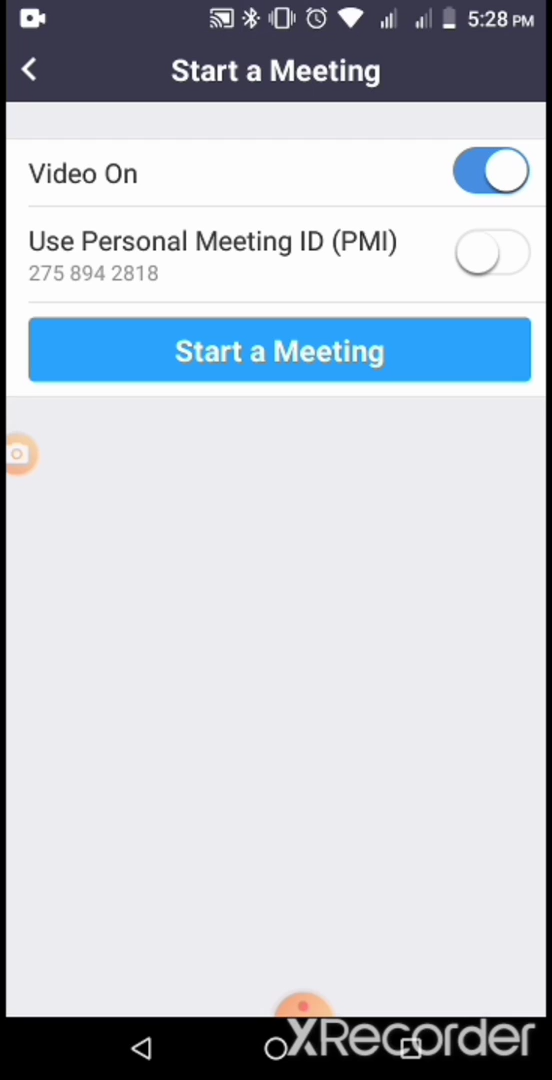 5:28 PM
Start a Meeting
Video On
Use Personal Meeting ID (PMI)
275 894 2818
Start a Meeting
XRecorder